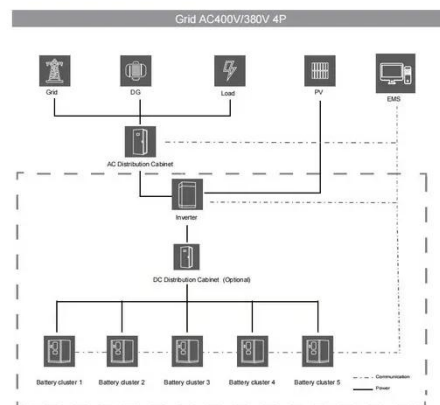 Grid AC400V/380V 4P
Grid
DG
Load
PV
EMS
AC Distribution Cabinet
Inverter
DC Distribution Cabinet (Optional)
Battery cluster 1
Battery cluster 2
Battery cluster 3
Battery cluster 4
Battery cluster 5
Communication
Power